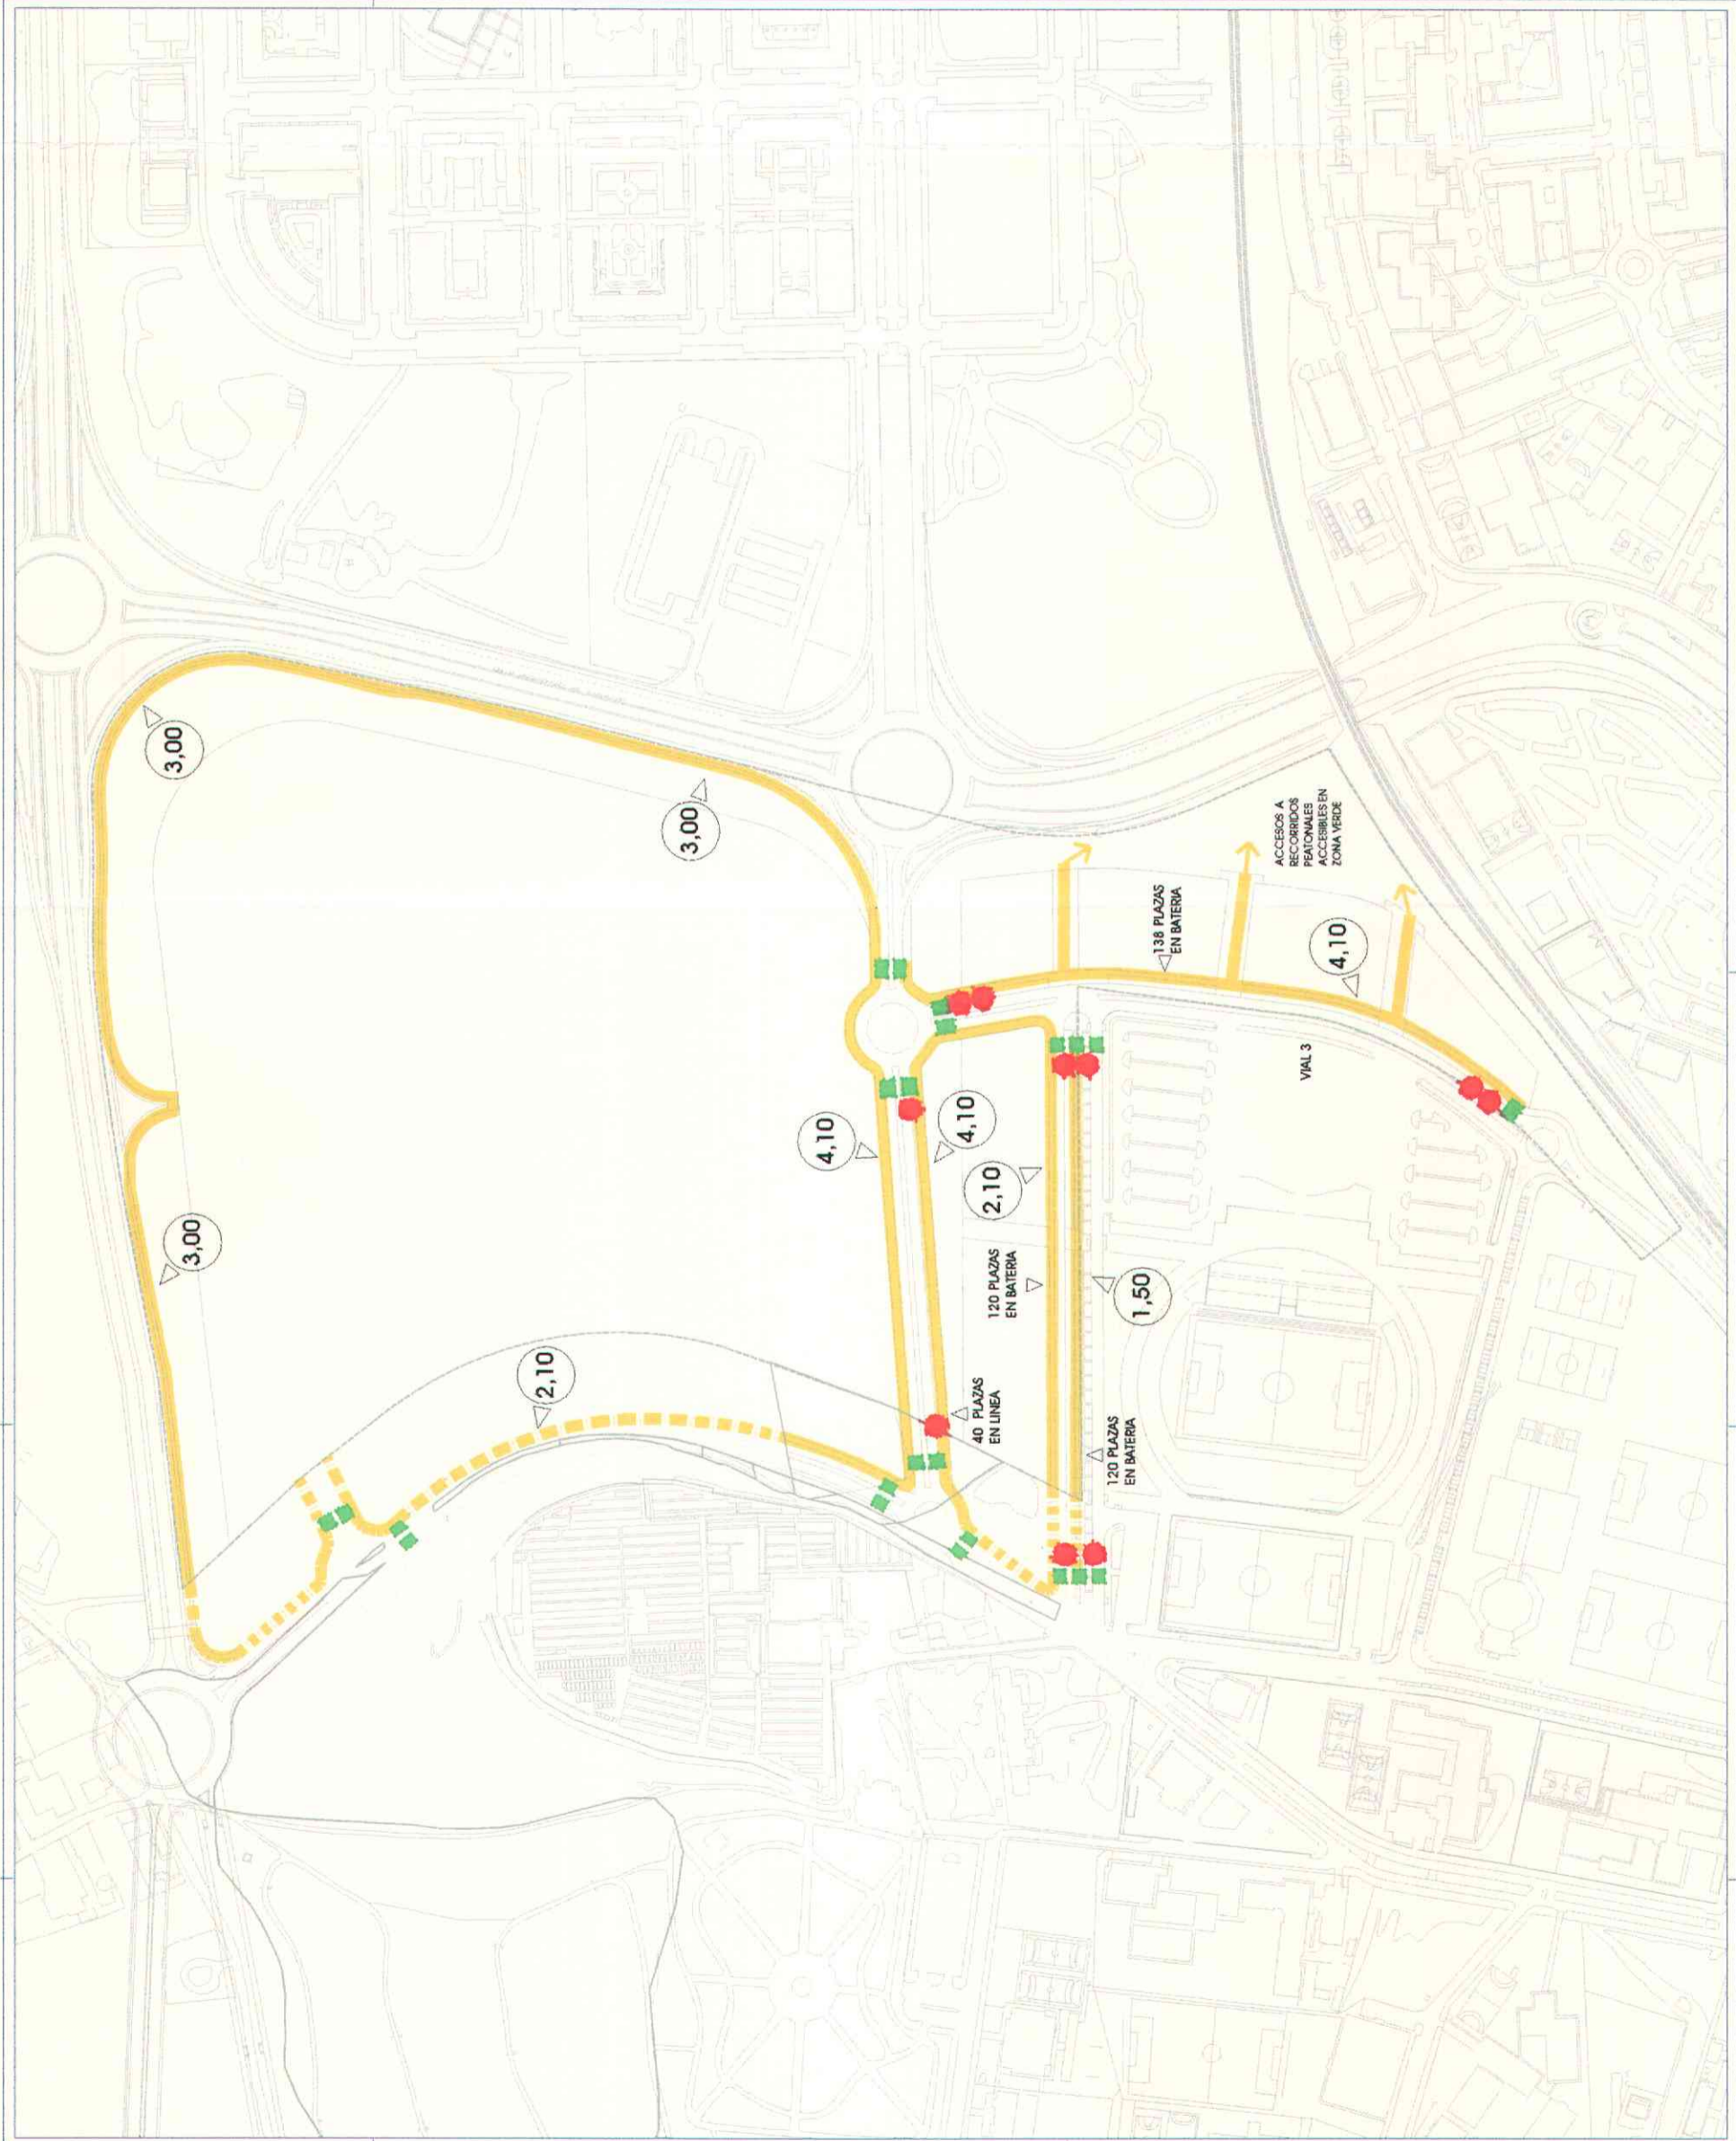 3,00
3,00
3,00
2,10
4,10
4,10
2,10
120 PLAZAS
EN BATERIA
1,50
40 PLAZAS
EN LINEA
120 PLAZAS
EN BATERIA
138 PLAZAS
EN BATERIA
4,10
VIAL 3
ACCESOS A
RECORRIDOS
PEATONALES
ACCESIBLES EN
ZONA VERDE